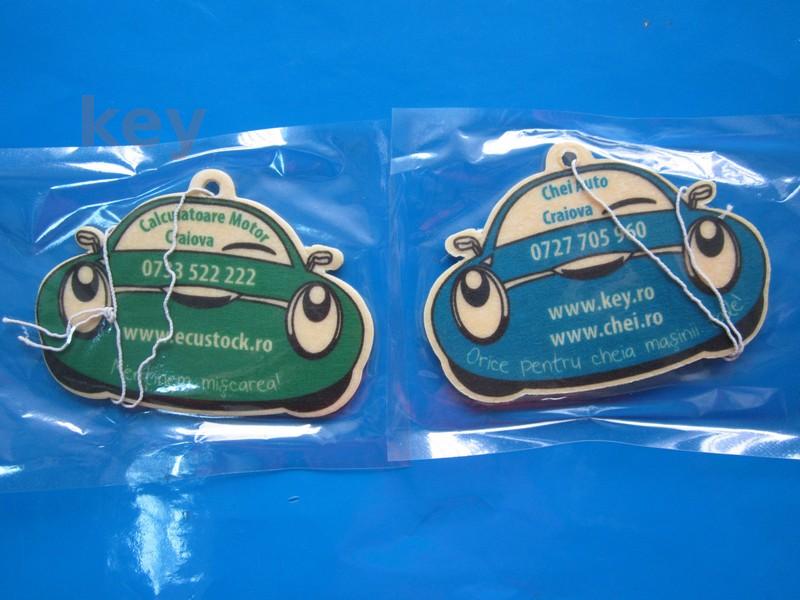 key
Calculatoare Motor
Craiova
0733 522 222
www.ecustock.ro
Menținem mișcarea!
Chei Auto
Craiova
0727 705 960
www.key.ro
www.chei.ro
Orice pentru cheia mașinii